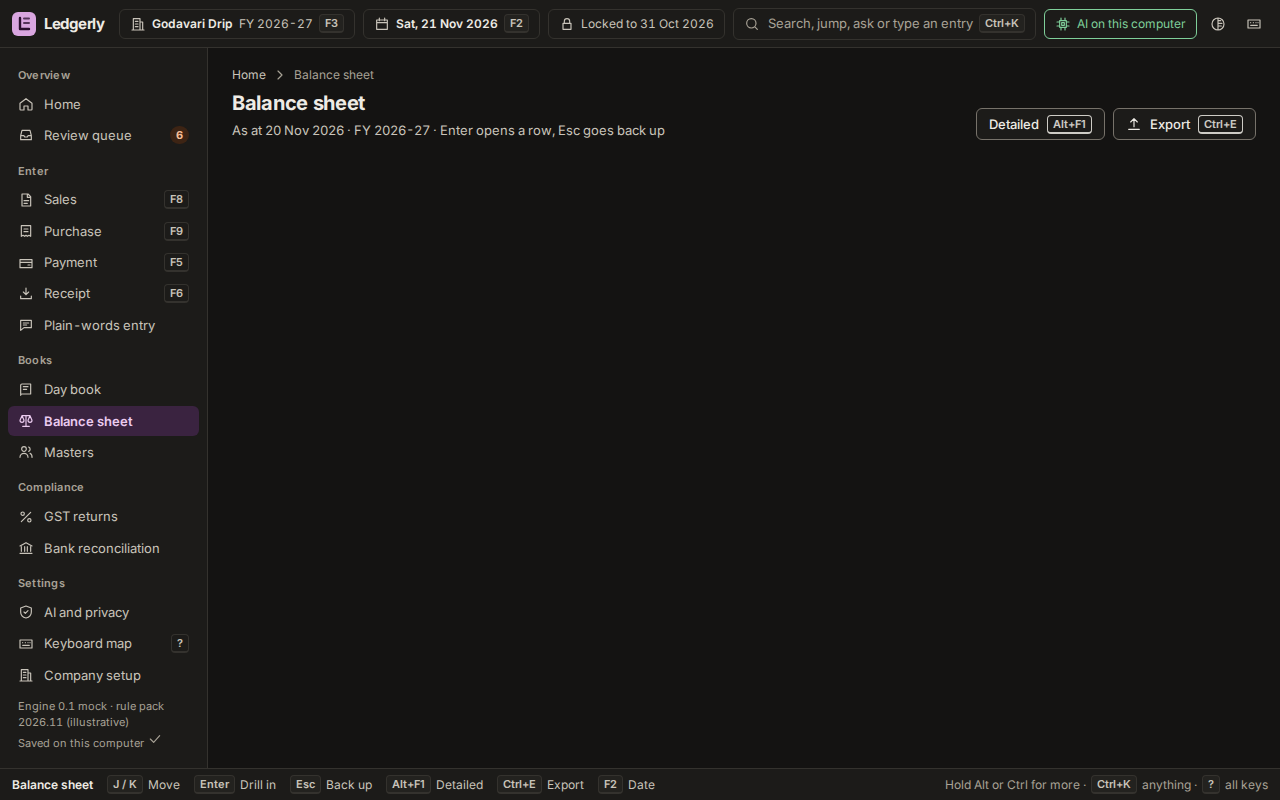 Ledgerly
Godavari Drip FY 2026-27 F3
Sat, 21 Nov 2026 F2
Locked to 31 Oct 2026
Search, jump, ask or type an entry Ctrl+K
AI on this computer
Overview
Home
Review queue 6
Enter
Sales F8
Purchase F9
Payment F5
Receipt F6
Plain-words entry
Books
Day book
Balance sheet
Masters
Compliance
GST returns
Bank reconciliation
Settings
AI and privacy
Keyboard map ?
Company setup
Engine 0.1 mock · rule pack
2026.11 (illustrative)
Saved on this computer
Home Balance sheet
Balance sheet
As at 20 Nov 2026 · FY 2026-27 · Enter opens a row, Esc goes back up
Detailed Alt+F1
Export Ctrl+E
Balance sheet J / K Move Enter Drill in Esc Back up Alt+F1 Detailed Ctrl+E Export F2 Date
Hold Alt or Ctrl for more · Ctrl+K anything · ? all keys